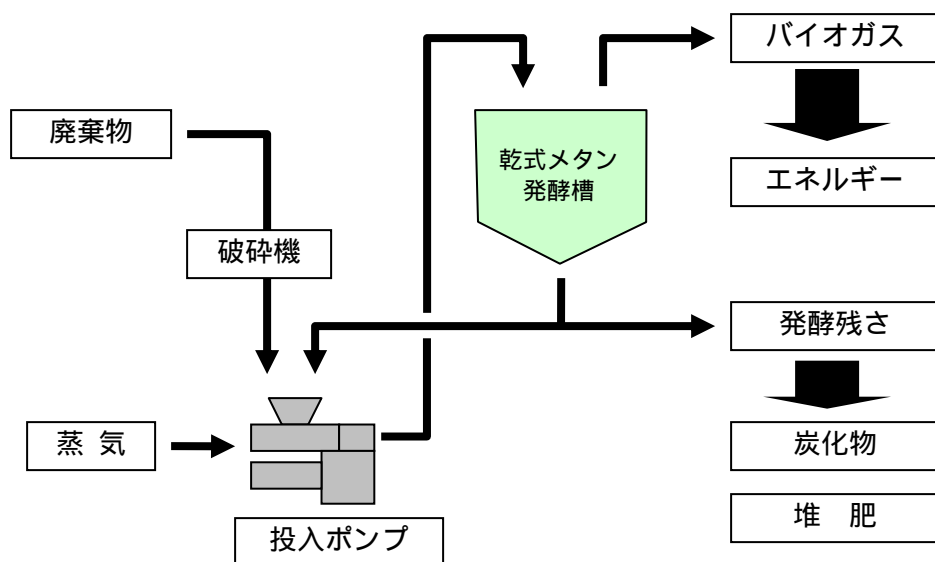 バイオガス
廃棄物
乾式メタン
発酵槽
エネルギー
破砕機
発酵残さ
蒸 気
炭化物
堆 肥
投入ポンプ